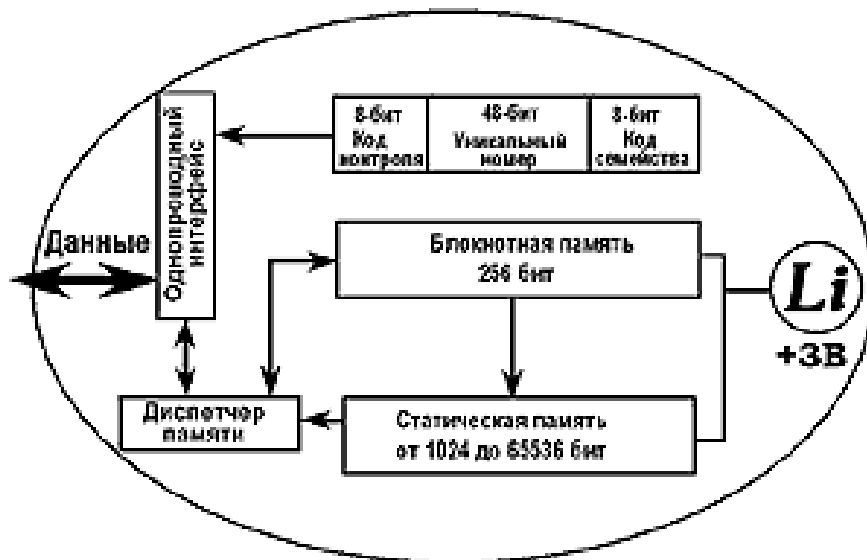 8-бит
Код
контроля
48-бит
Уникальный
номер
8-бит
Код
семейства
Однопроводный
интерфейс
Данные
Блокнотная память
256 бит
Li
+3В
Диспетчер
памяти
Статическая память
от 1024 до 65536 бит